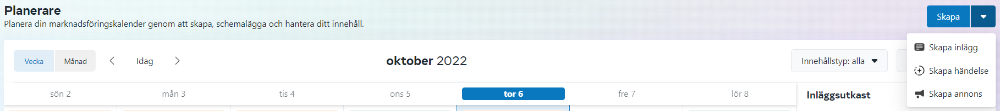 Planerare
Planera din marknadsföringskalender genom att skapa, schemalägga och hantera ditt innehåll.
Skapa
Skapa inlägg
Skapa händelse
Skapa annons
Vecka Månad Idag oktober 2022 Innehållstyp: alla
sön 2 mån 3 tis 4 ons 5 tor 6 fre 7 lör 8 Inläggsutkast